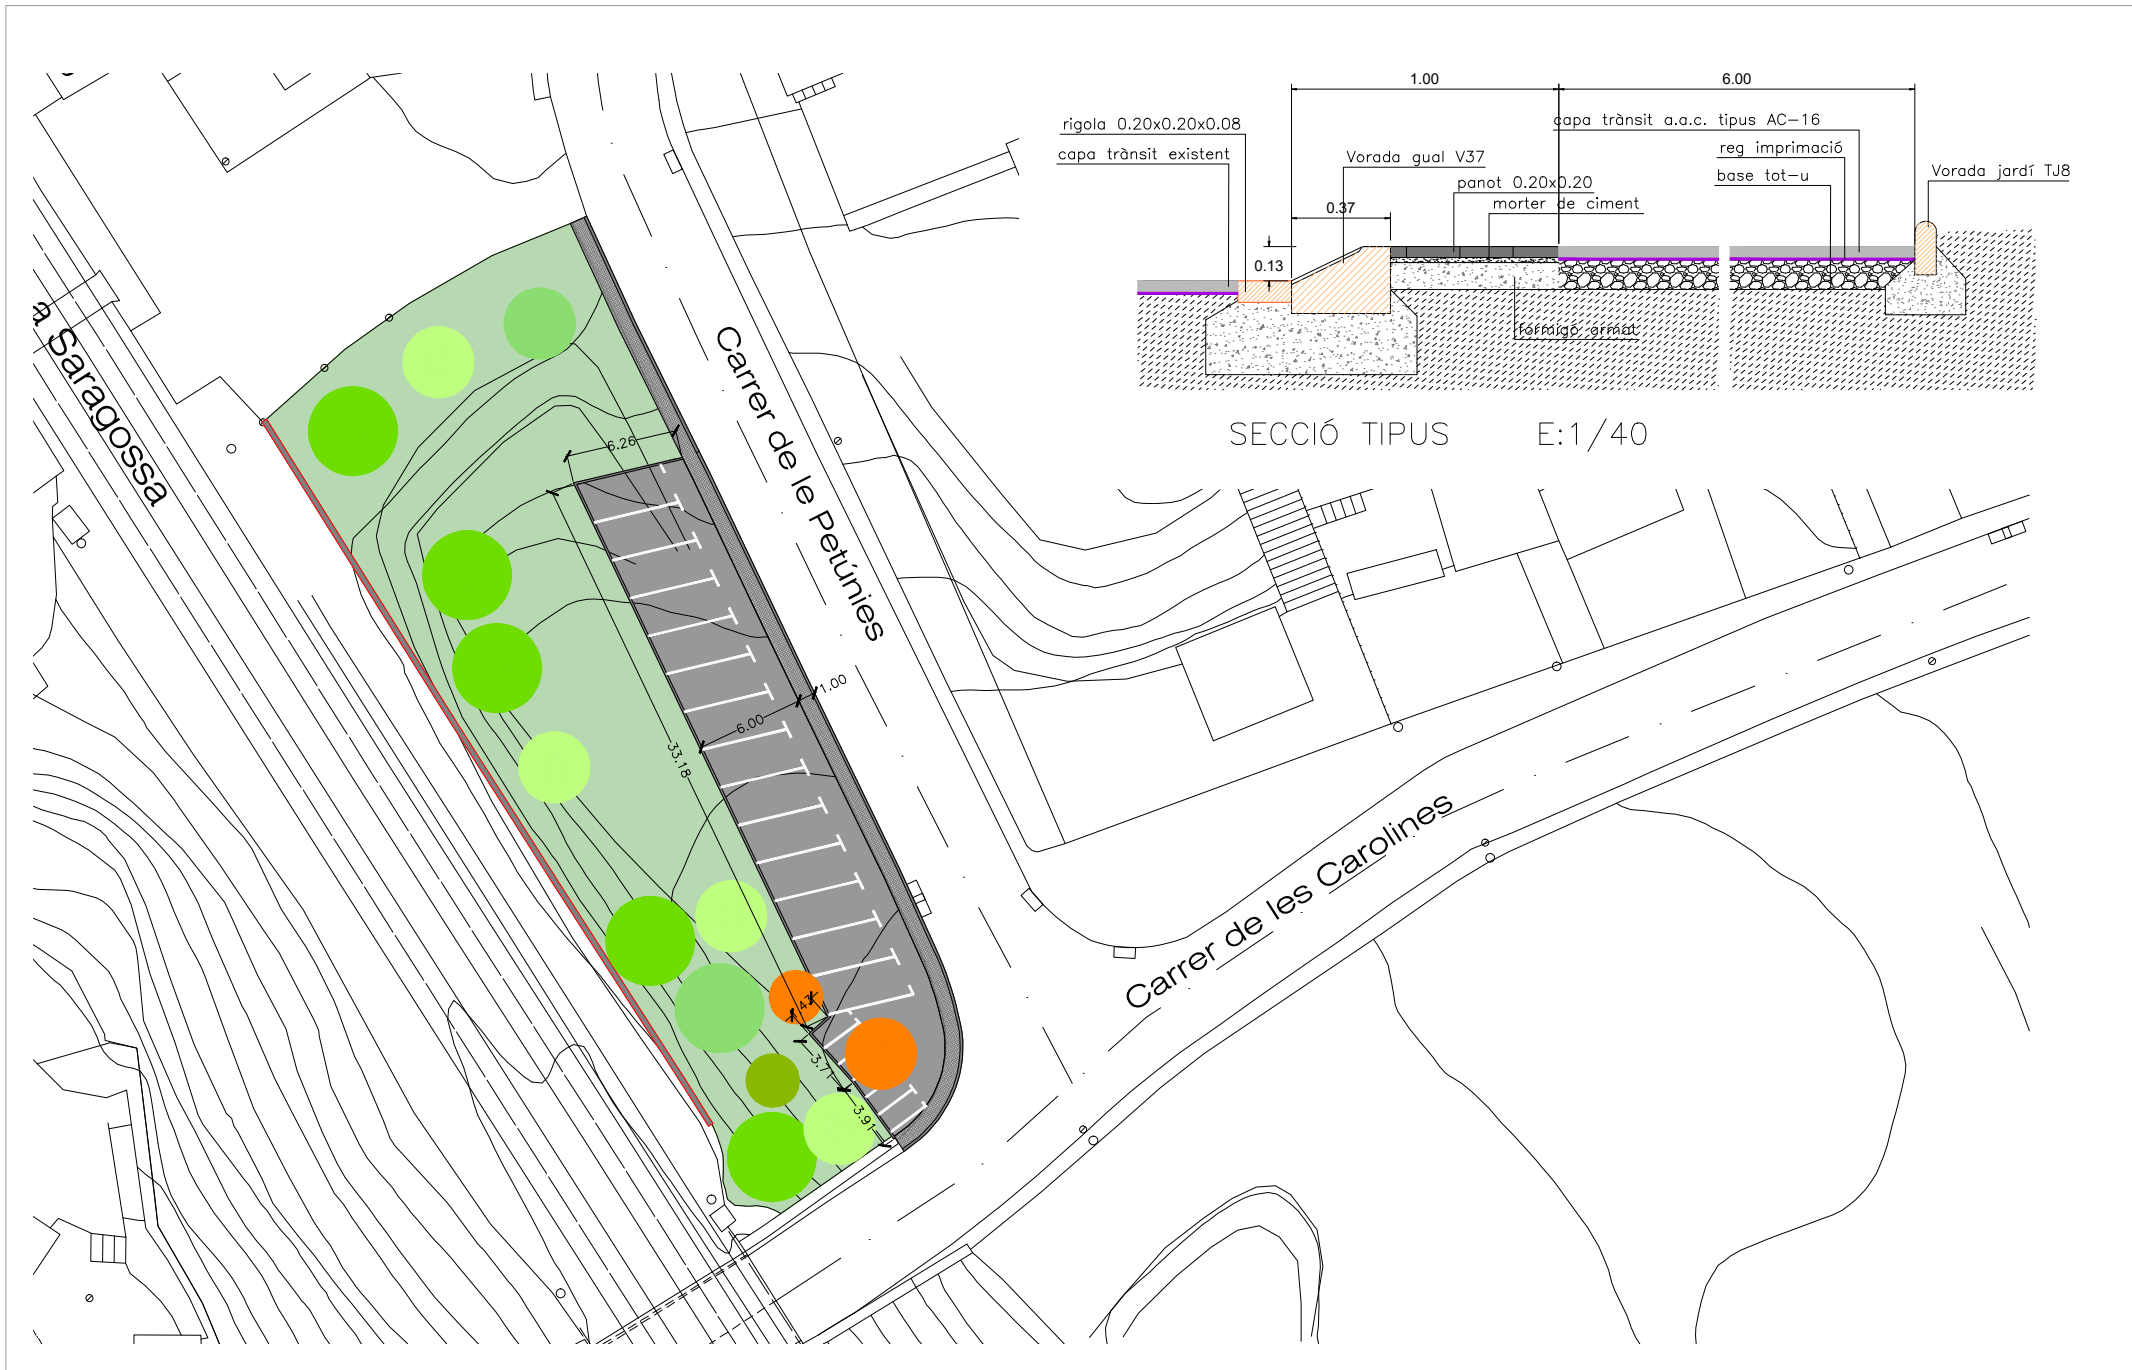 1.00
6.00
rigola 0.20x0.20x0.08
capa trànsit existent
Vorada gual V37
panot 0.20x0.20
morter de ciment
capa trànsit a.a.c. tipus AC-16
reg imprimació
base tot-u
Vorada jardí TJ8
0.37
0.13
formigó armat
SECCIÓ TIPUS E:1/40
a Saragossa
Carrer de le Petúnies
6.26
1.00
6.00
33.18
3.71
3.91
Carrer de les Carolines